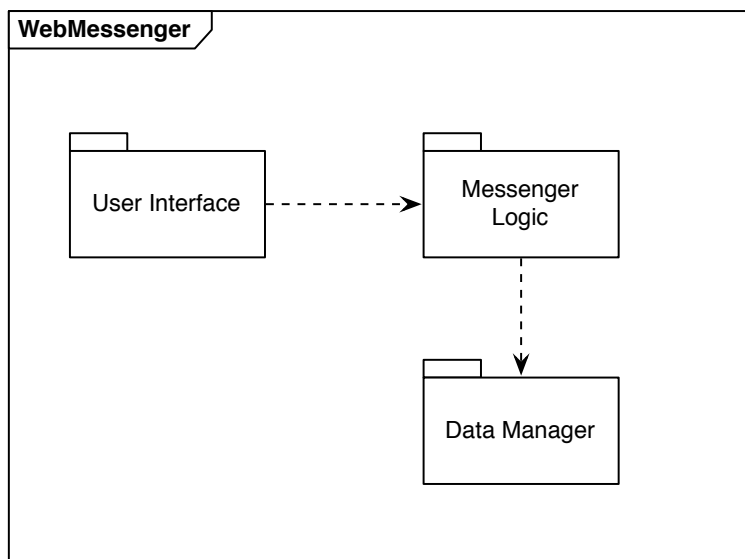 WebMessenger
User Interface
Messenger
Logic
Data Manager